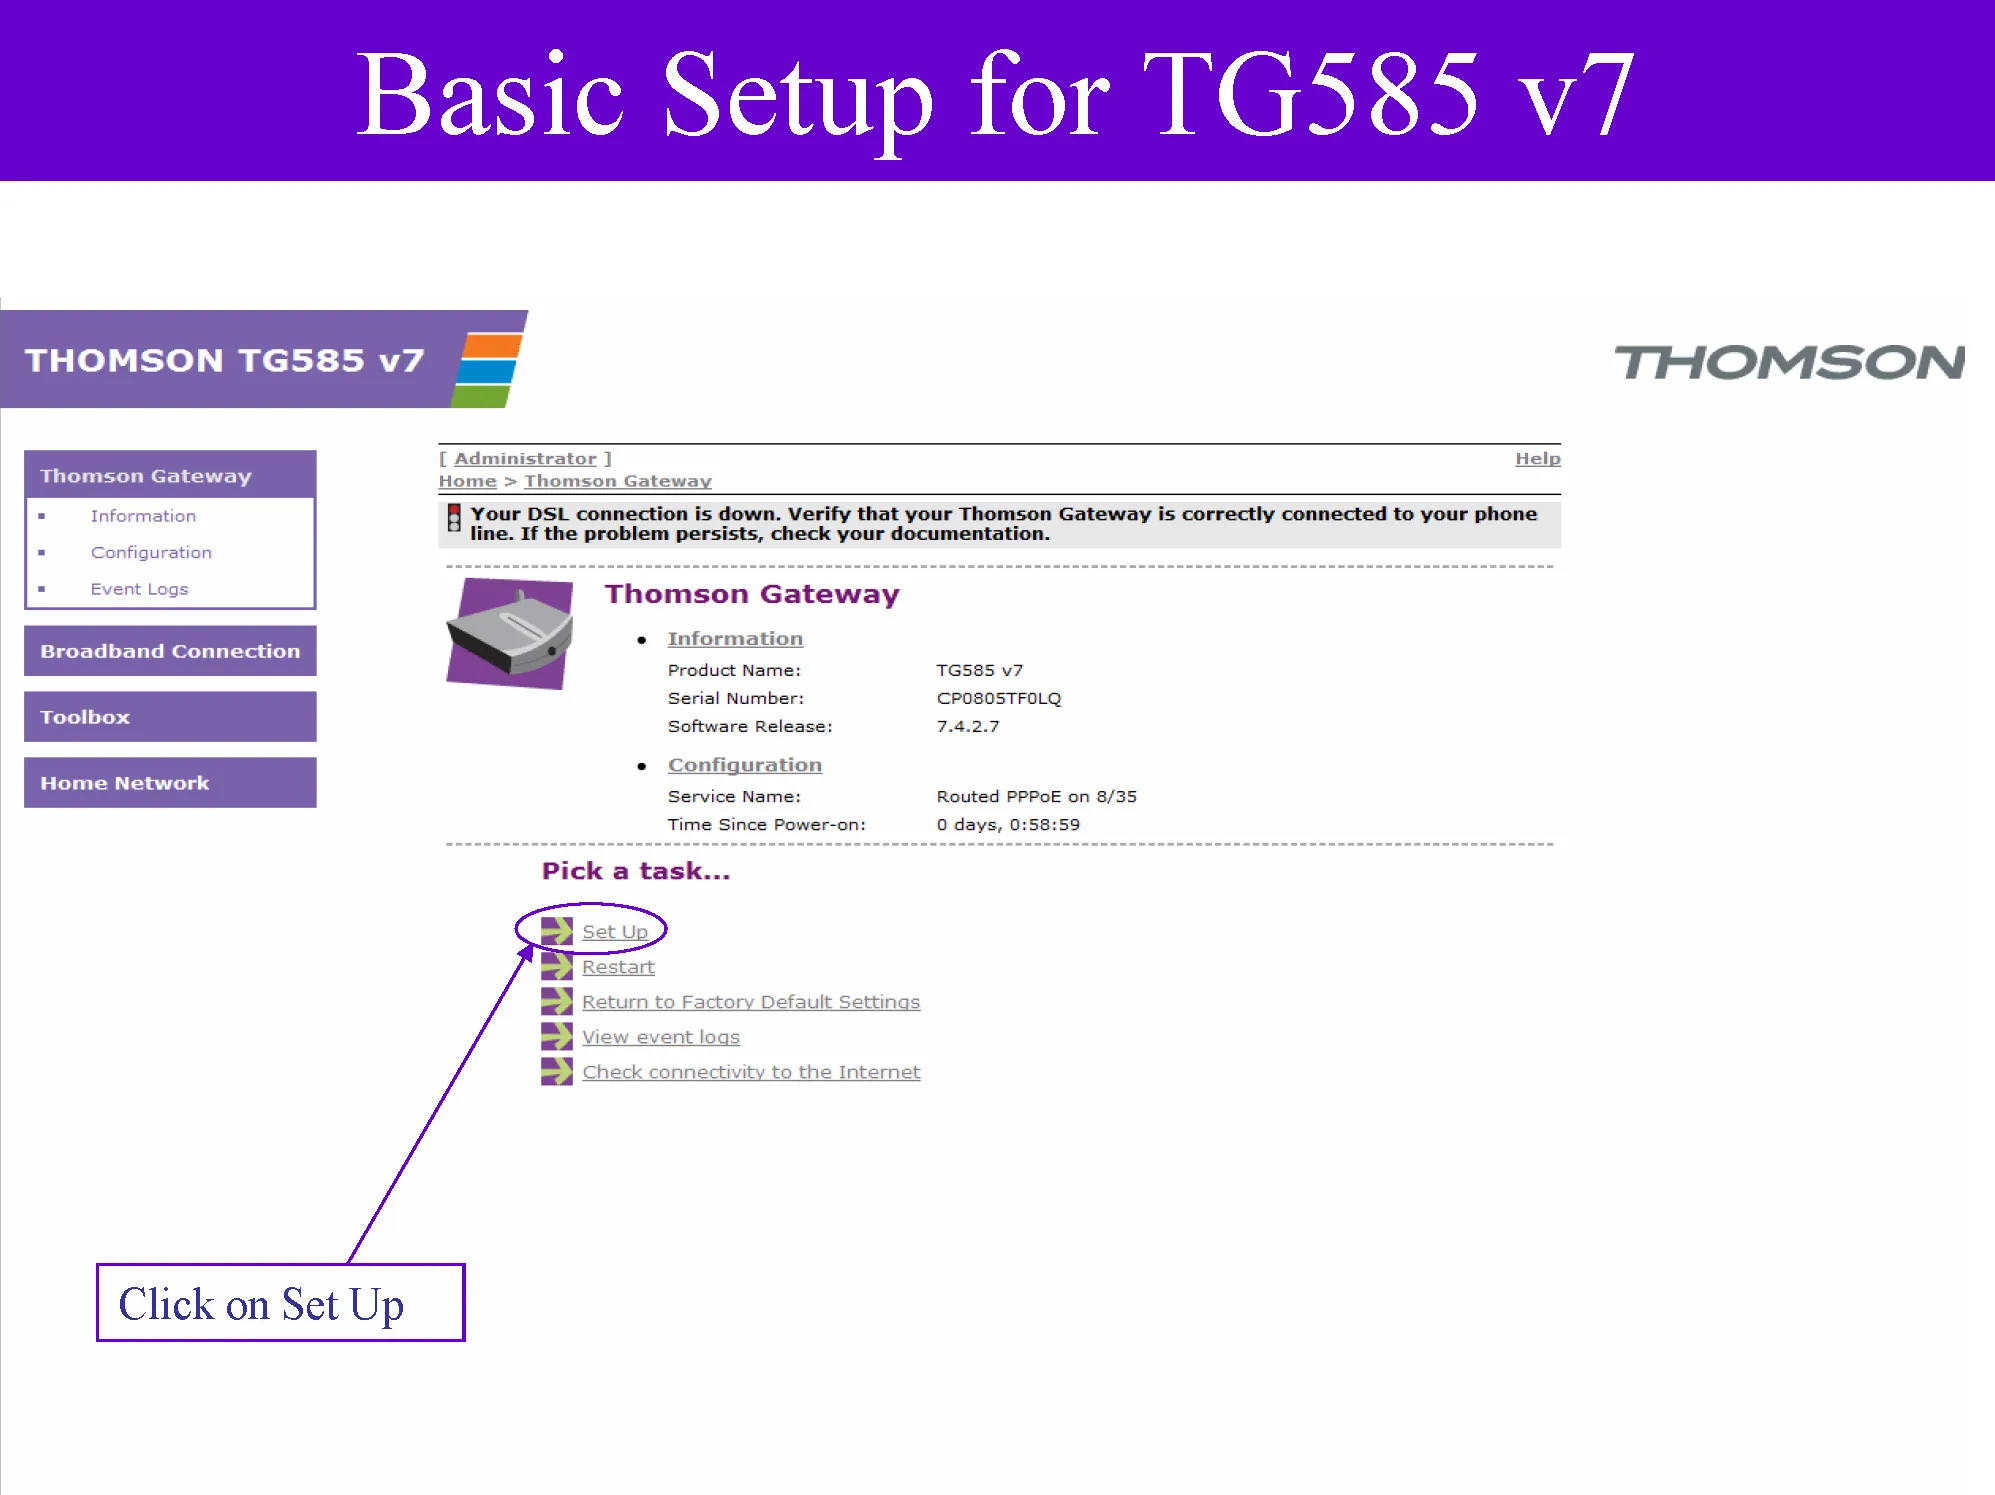 Basic Setup for TG585 v7
THOMSON TG585 v7
THOMSON
Thomson Gateway
Information
Configuration
Event Logs
Broadband Connection
Toolbox
Home Network
[ Administrator ]
Help
Home > Thomson Gateway
Your DSL connection is down. Verify that your Thomson Gateway is correctly connected to your phone
line. If the problem persists, check your documentation.
Thomson Gateway
Information
Product Name: TG585 v7
Serial Number: CP0805TF0LQ
Software Release: 7.4.2.7
Configuration
Service Name: Routed PPPoE on 8/35
Time Since Power-on: 0 days, 0:58:59
Pick a task...
Set Up
Restart
Return to Factory Default Settings
View event logs
Check connectivity to the Internet
Click on Set Up